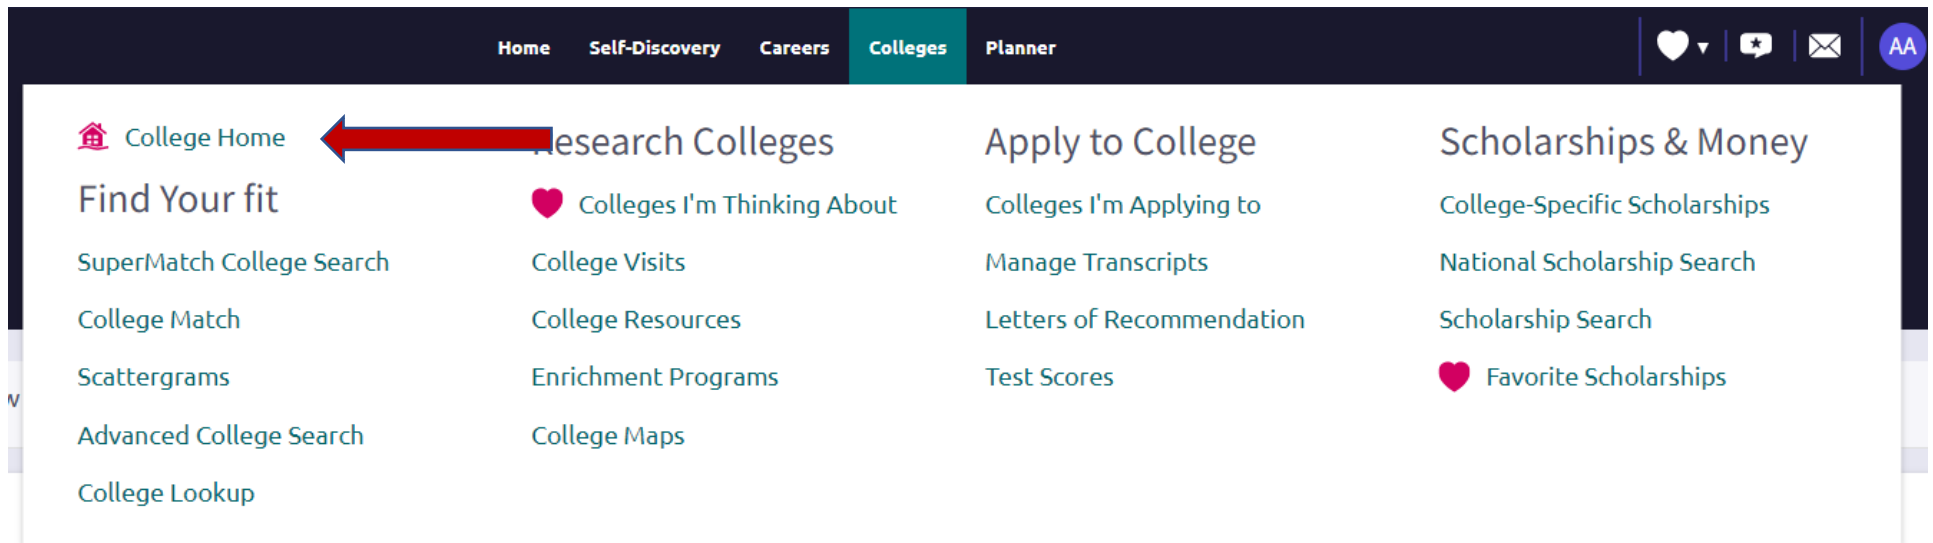 Home Self-Discovery Careers Colleges Planner
AA
College Home
Find Your fit
SuperMatch College Search
College Match
Scattergrams
Advanced College Search
College Lookup
Research Colleges
Colleges I'm Thinking About
College Visits
College Resources
Enrichment Programs
College Maps
Apply to College
Colleges I'm Applying to
Manage Transcripts
Letters of Recommendation
Test Scores
Scholarships & Money
College-Specific Scholarships
National Scholarship Search
Scholarship Search
Favorite Scholarships
w